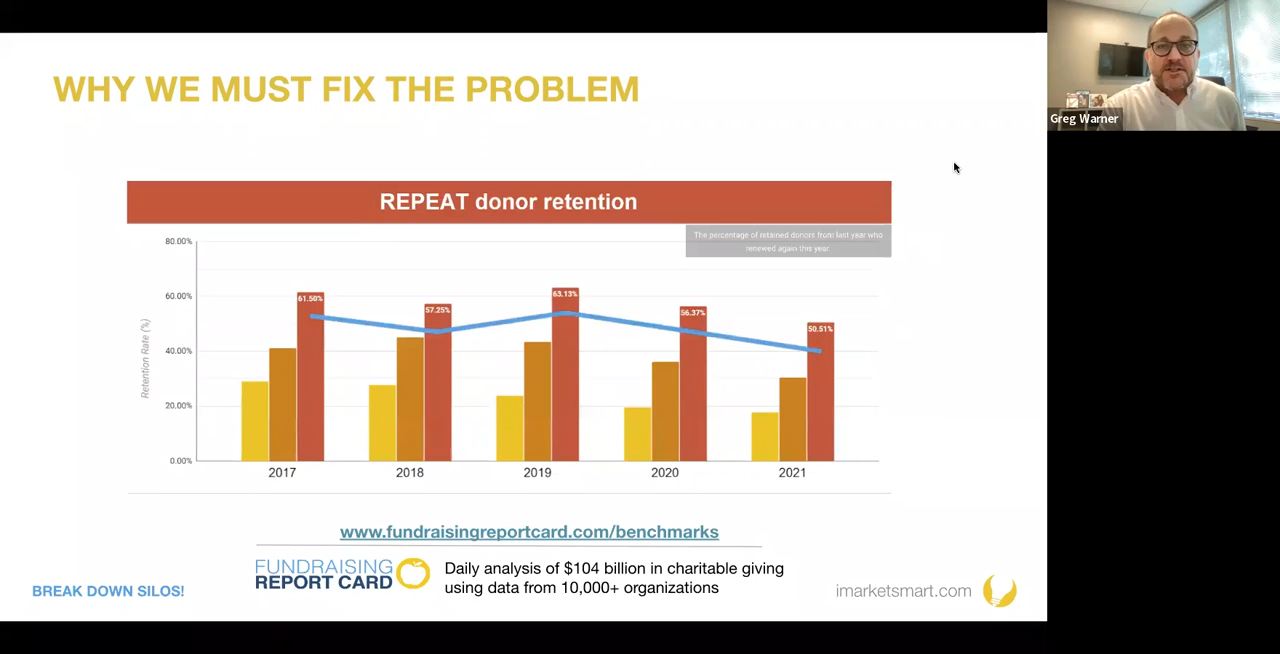 WHY WE MUST FIX THE PROBLEM
Greg Warner
REPEAT donor retention
The percentage of retained donors from last year who
renewed again this year.
80.00%
60.00%
40.00%
20.00%
0.00%
Retention Rate (%)
61.50%
57.25%
63.13%
56.37%
50.51%
2017
2018
2019
2020
2021
www.fundraisingreportcard.com/benchmarks
FUNDRAISING
REPORT CARD
Daily analysis of $104 billion in charitable giving
using data from 10,000+ organizations
BREAK DOWN SILOS!
imarketsmart.com